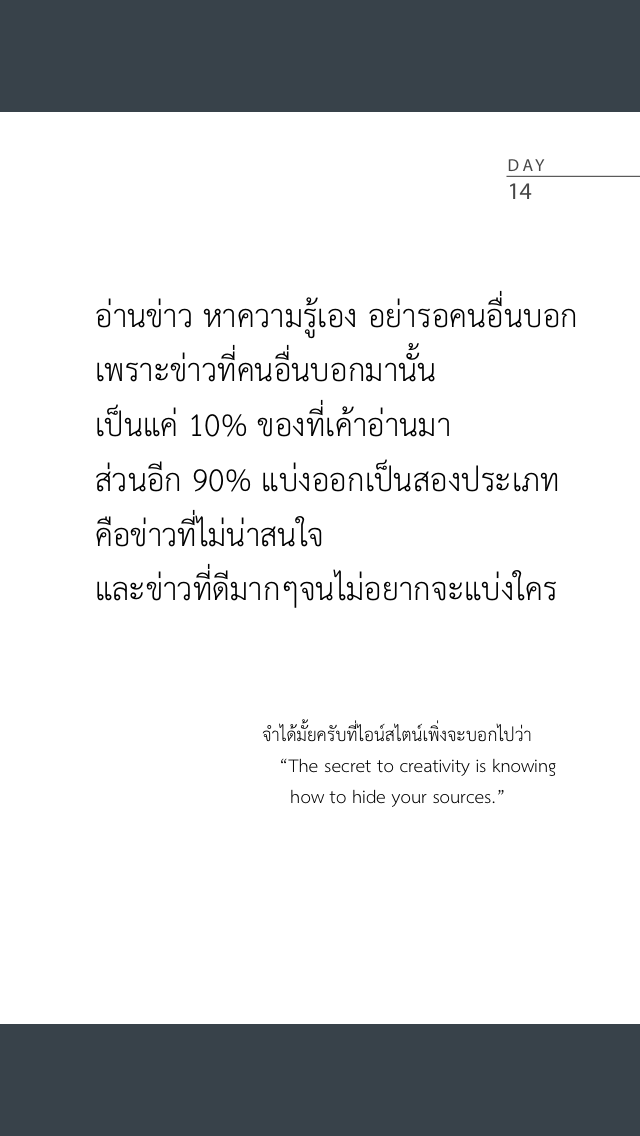 DAY
14
อ่านข่าว หาความรู้เอง อย่ารอคนอื่นบอก
เพราะข่าวที่คนอื่นบอกมานั้น
เป็นแค่ 10% ของที่เค้าอ่านมา
ส่วนอีก 90% แบ่งออกเป็นสองประเภท
คือข่าวที่ไม่น่าสนใจ
และข่าวที่ดีมากๆจนไม่อยากจะแบ่งใคร
จำได้มั้ยครับที่ไอน์สไตน์เพิ่งจะบอกไปว่า
“The secret to creativity is knowing
how to hide your sources.”